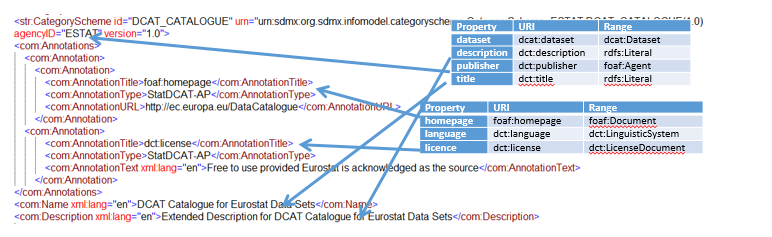 <str:CategoryScheme id="DCAT_CATALOGUE" urn="urn:sdmx:org.sdmx.infomodel.categoryscheme
agencyID="ESTAT" version="1.0">
<com:Annotations>
<com:Annotation>
<com:Annotation>
<com:AnnotationTitle>foaf:homepage</com:AnnotationTitle>
<com:AnnotationType>StatDCAT-AP</com:AnnotationType>
<com:AnnotationURL>http://ec.europa.eu/DataCatalogue</com:AnnotationURL>
</com:Annotation>
<com:Annotation>
<com:AnnotationTitle>dct:license</com:AnnotationTitle>
<com:AnnotationType>StatDCAT-AP</com:AnnotationType>
<com:AnnotationText xml:lang="en">Free to use provided Eurostat is acknowledged as the source</com:AnnotationText>
</com:Annotation>
</com:Annotations>
<com:Name xml:lang="en">DCAT Catalogue for Eurostat Data Sets</com:Name>
<com:Description xml:lang="en">Extended Description for DCAT Catalogue for Eurostat Data Sets</com:Description>
Property URI Range
dataset dcat:dataset dcat:Dataset
description dct:description rdfs:Literal
publisher dct:publisher foaf:Agent
title dct:title rdfs:Literal
Property URI Range
homepage foaf:homepage foaf:Document
language dct:language dct:LinguisticSystem
licence dct:license dct:LicenseDocument